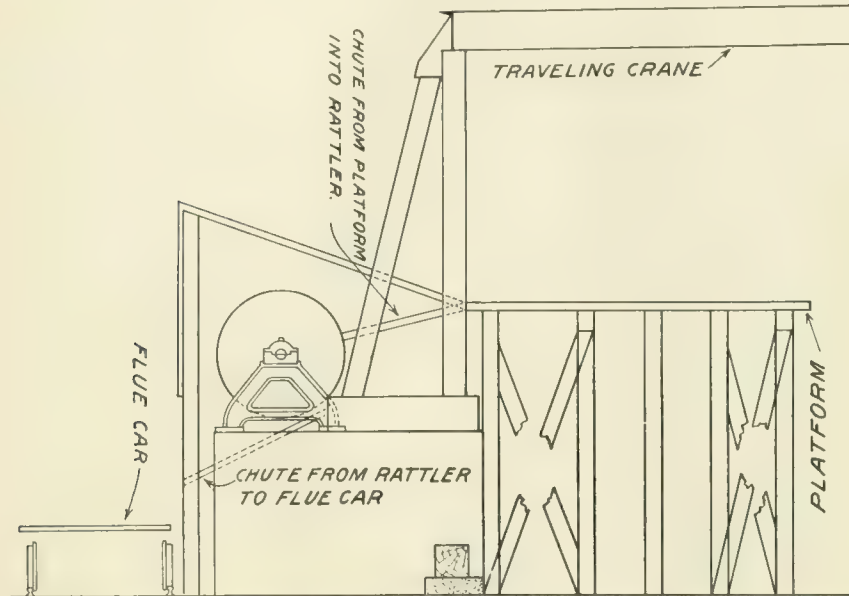 TRAVELING CRANE
CHUTE FROM PLATFORM
INTO RATTLER.
FLUE CAR
CHUTE FROM RATTLER
TO FLUE CAR
PLATFORM